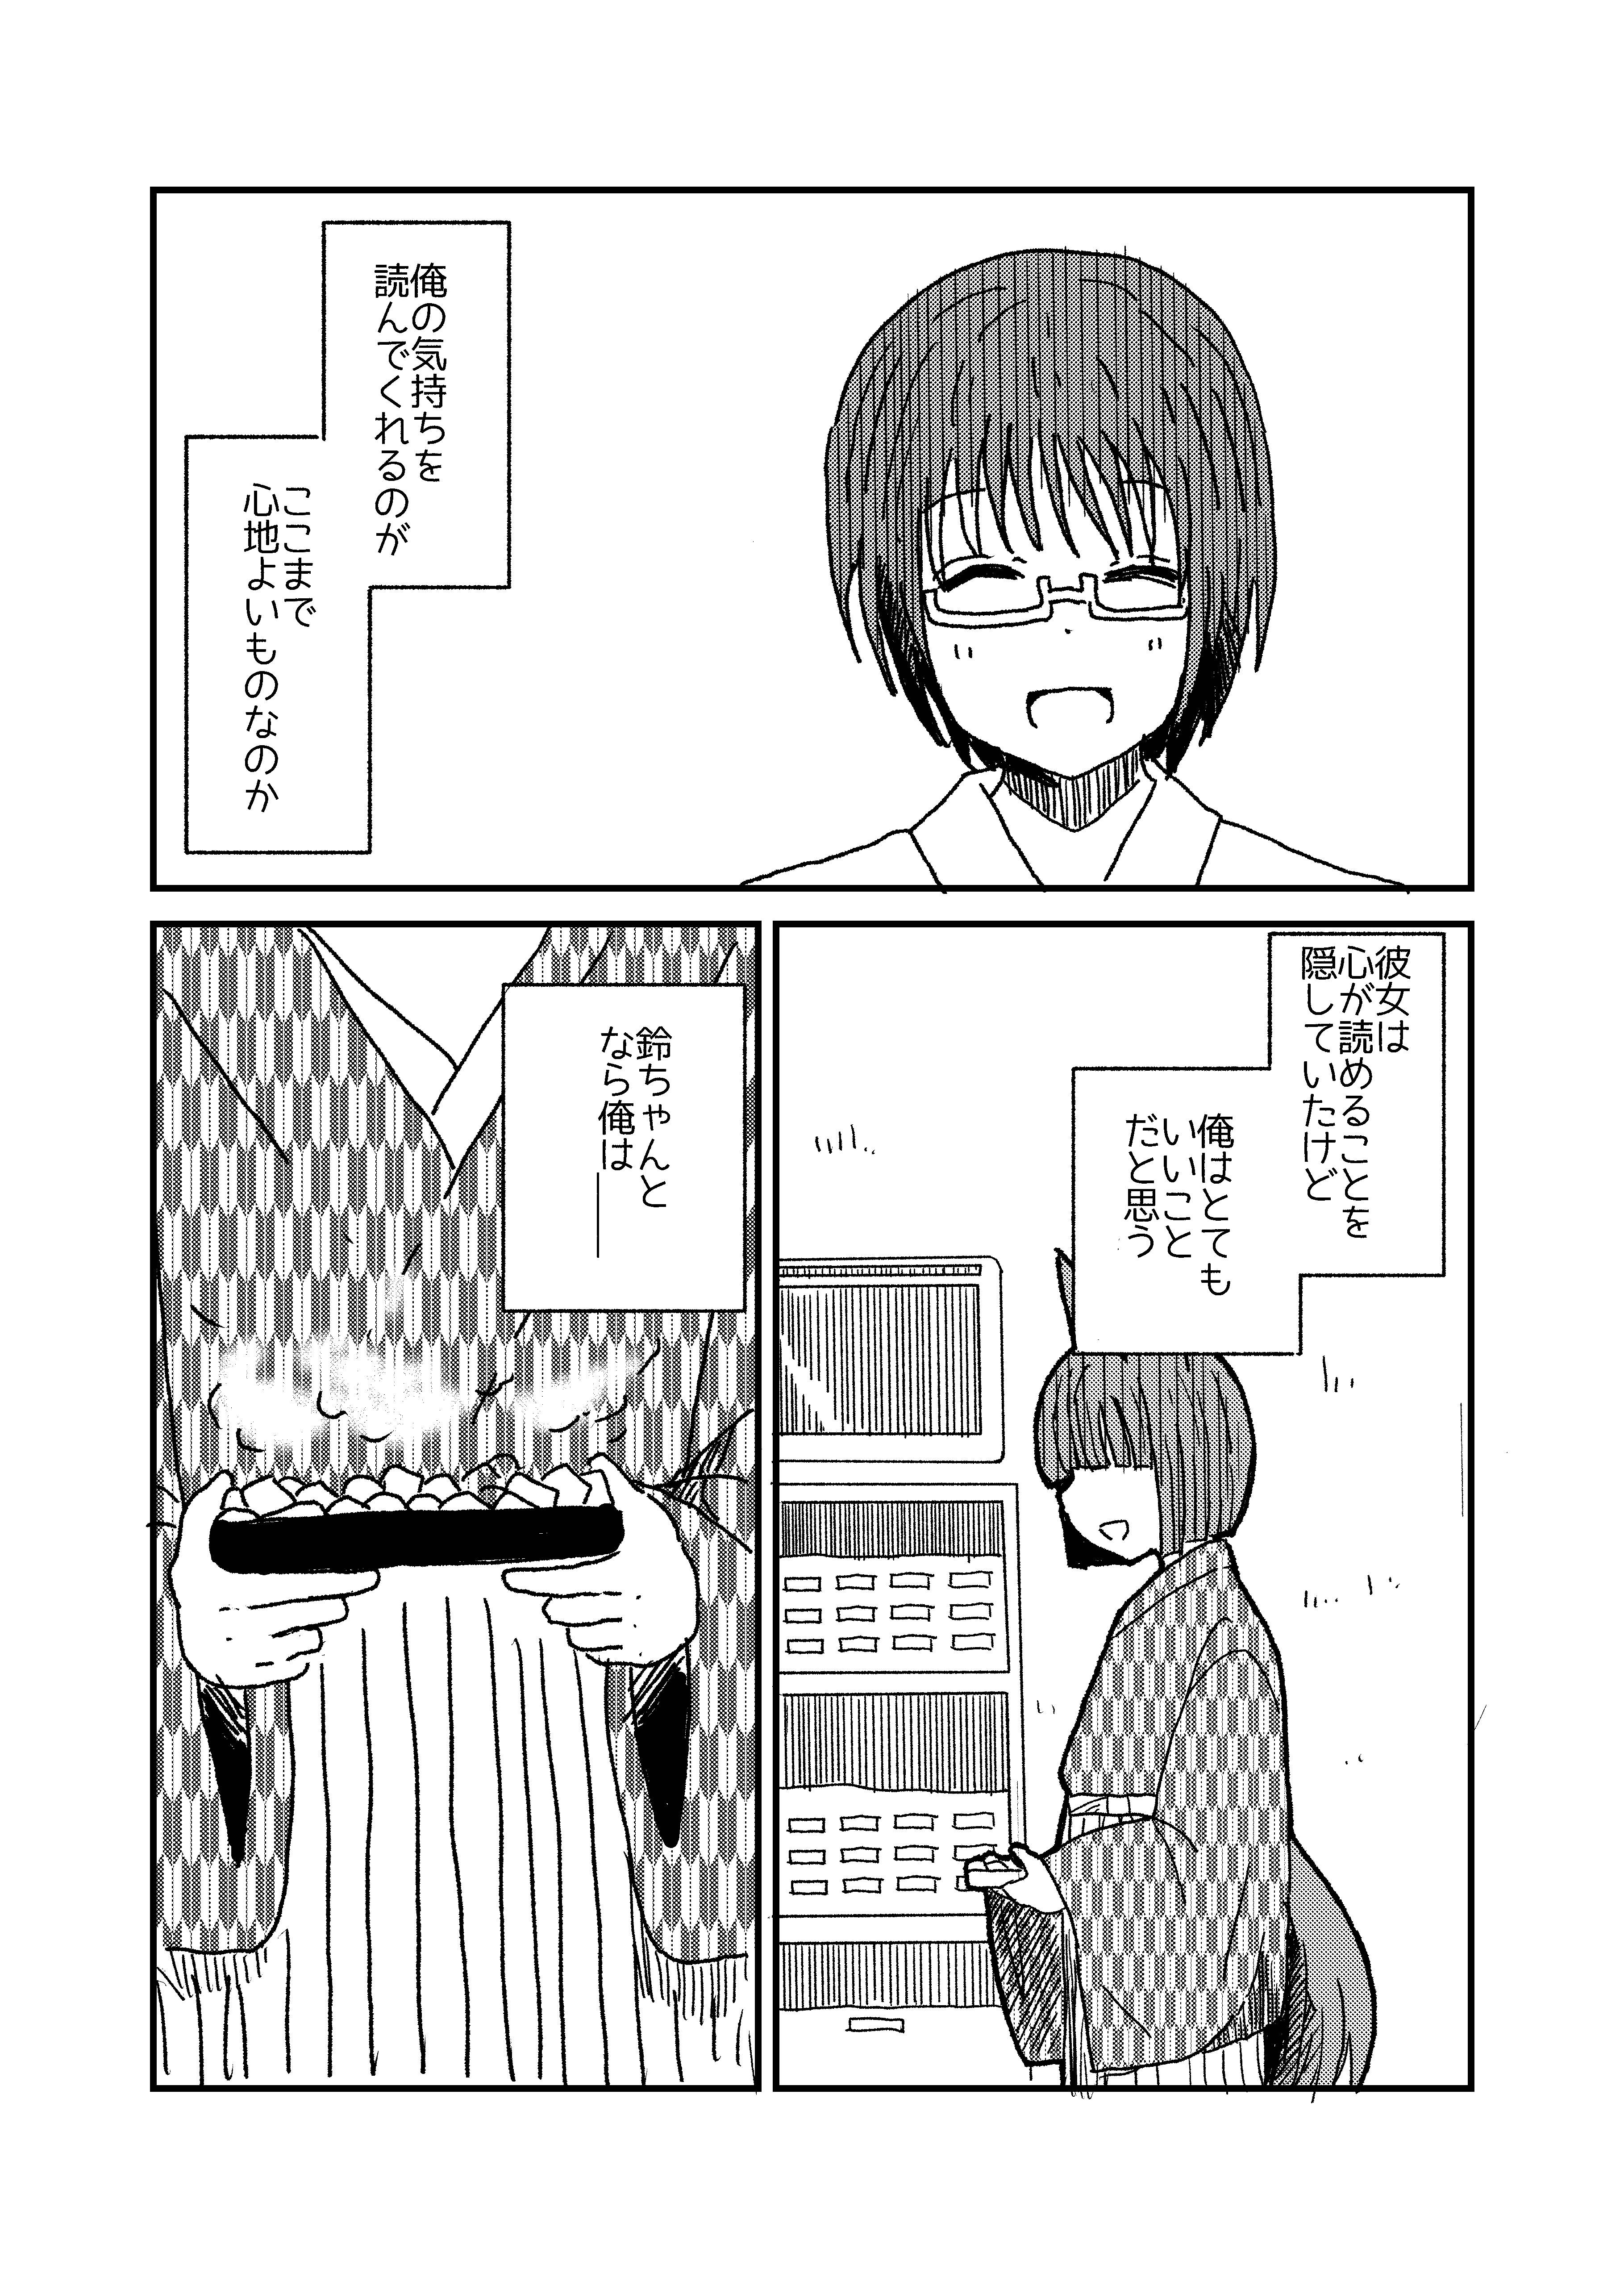 俺の気持ちを
読んでくれるのが
ここまで
心地よいものなのか
彼女は
心が読めることを
隠していたけど
俺はとても
いいこと
だと思う
鈴ちゃんと
なら俺は――